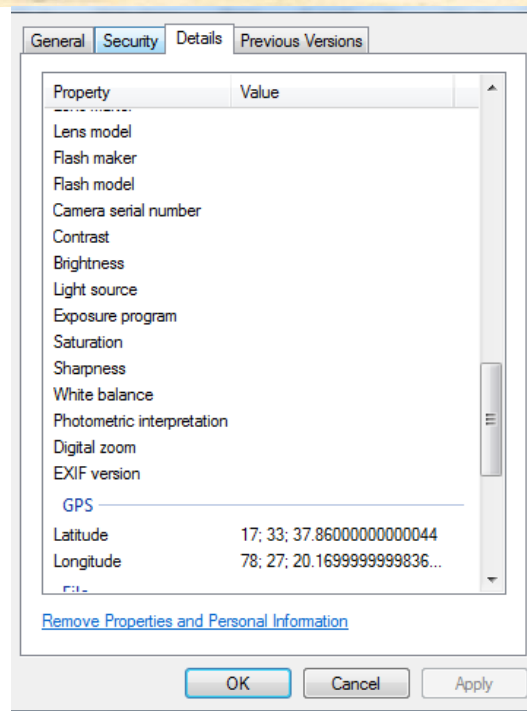 General Security Details Previous Versions
Property Value
Lens model
Flash maker
Flash model
Camera serial number
Contrast
Brightness
Light source
Exposure program
Saturation
Sharpness
White balance
Photometric interpretation
Digital zoom
EXIF version
GPS
Latitude 17; 33; 37.86000000000044
Longitude 78; 27; 20.1699999999836...
Remove Properties and Personal Information
OK Cancel Apply